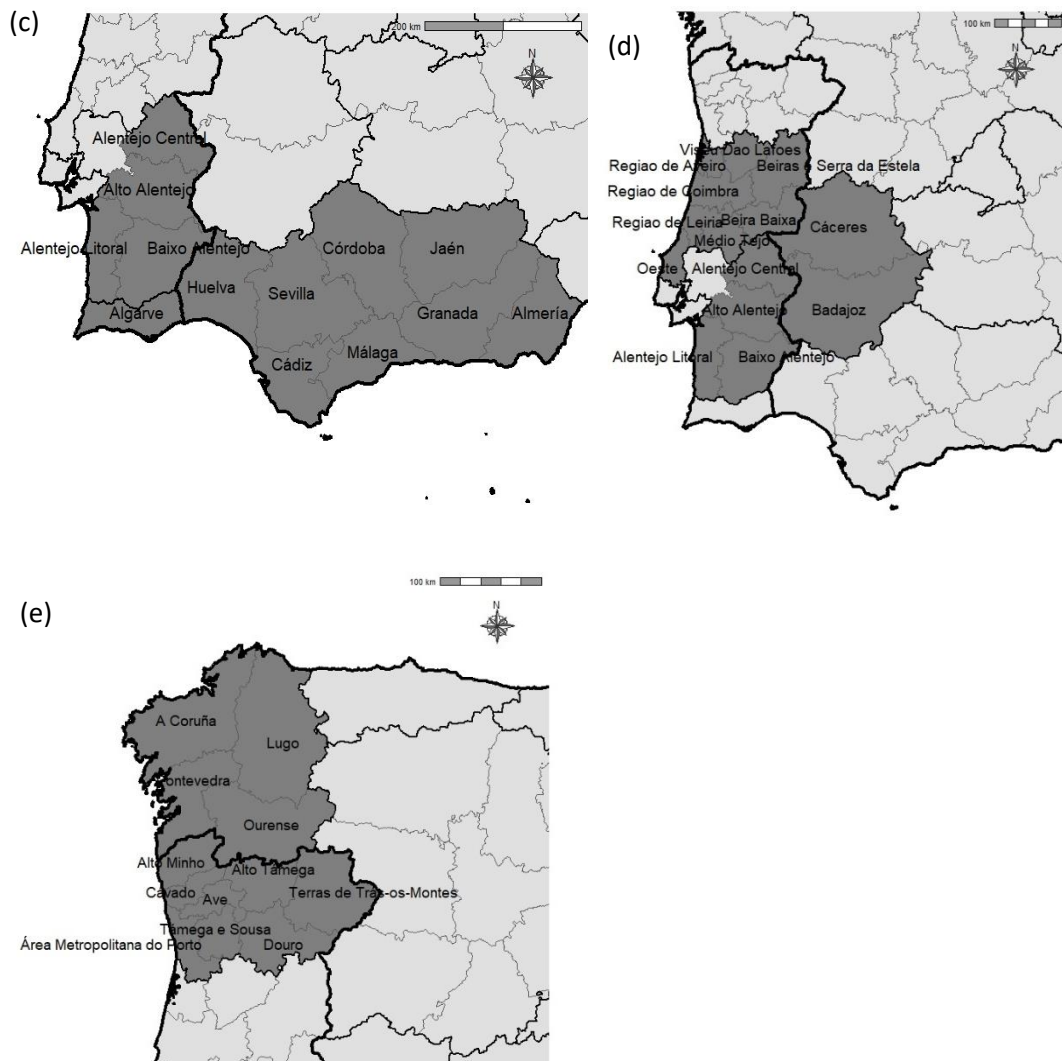 (c)
200 km
N
Alentejo Central
Alto Alentejo
Alentejo Litoral
Baixo Alentejo
Córdoba
Jaén
Huelva
Sevilla
Granada
Almería
Algarve
Málaga
Cádiz
(d)
100 km
N
Viseu Dao Lafoes
Regiao de Aveiro
Beiras e Serra da Estela
Regiao de Coimbra
Regiao de Leiria
Beira Baixa
Cáceres
Médio Tejo
Oeste
Alentejo Central
Alto Alentejo
Badajoz
Alentejo Litoral
Baixo Alentejo
(e)
100 km
N
A Coruña
Lugo
Pontevedra
Ourense
Alto Minho
Alto Tâmega
Cávado
Ave
Terras de Trás-os-Montes
Tâmega e Sousa
Área Metropolitana do Porto
Douro